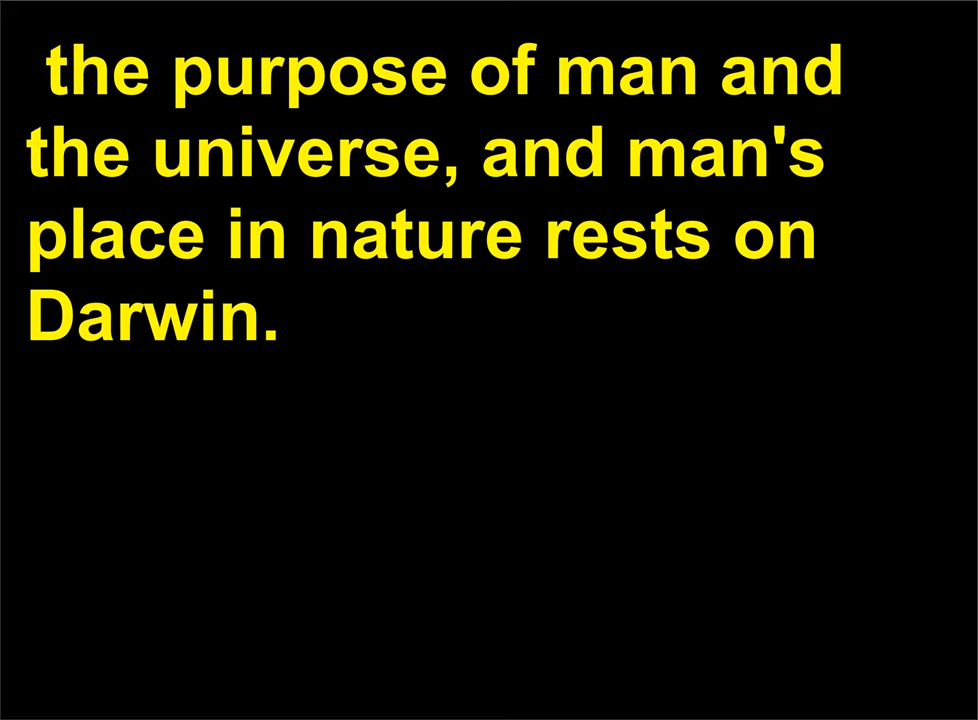 the purpose of man and
the universe, and man's
place in nature rests on
Darwin.